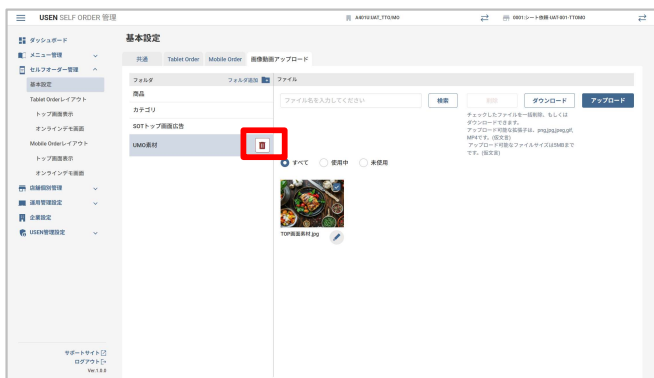 USEN SELF ORDER 管理
A401U:UAT_TTO/MO
0001:シート依頼-UAT-001-TTOMO
ダッシュボード
メニュー管理
セルフオーダー管理
基本設定
Tablet Orderレイアウト
トップ画面表示
オンラインデモ画面
Mobile Orderレイアウト
トップ画面表示
オンラインデモ画面
店舗個別管理
運用管理設定
企業設定
USEN管理設定
サポートサイト
ログアウト
Ver.1.0.0
基本設定
共通
Tablet Order
Mobile Order
画像動画アップロード
フォルダ
フォルダ追加
商品
カテゴリ
SOTトップ画面広告
UMO素材
ファイル
ファイル名を入力してください
検索
削除
ダウンロード
アップロード
チェックしたファイルを一括削除、もしくは
ダウンロードできます。
アップロード可能な拡張子は、png,jpg,jpeg,gif,
MP4です。(仮文言)
アップロード可能なファイルサイズは5MBまで
です。(仮文言)
すべて
使用中
未使用
TOP画面素材.jpg